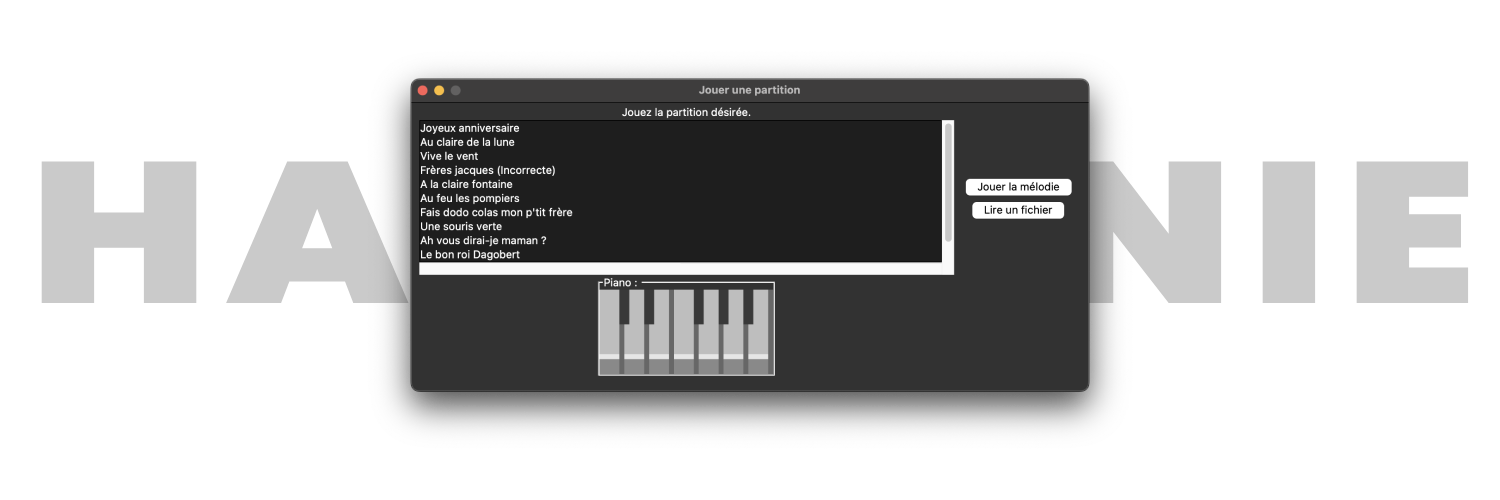 HA NIE
Jouer une partition
Jouez la partition désirée.
Joyeux anniversaire
Au claire de la lune
Vive le vent
Frères jacques (Incorrecte)
A la claire fontaine
Au feu les pompiers
Fais dodo colas mon p'tit frère
Une souris verte
Ah vous dirai-je maman ?
Le bon roi Dagobert
Jouer la mélodie
Lire un fichier
Piano :